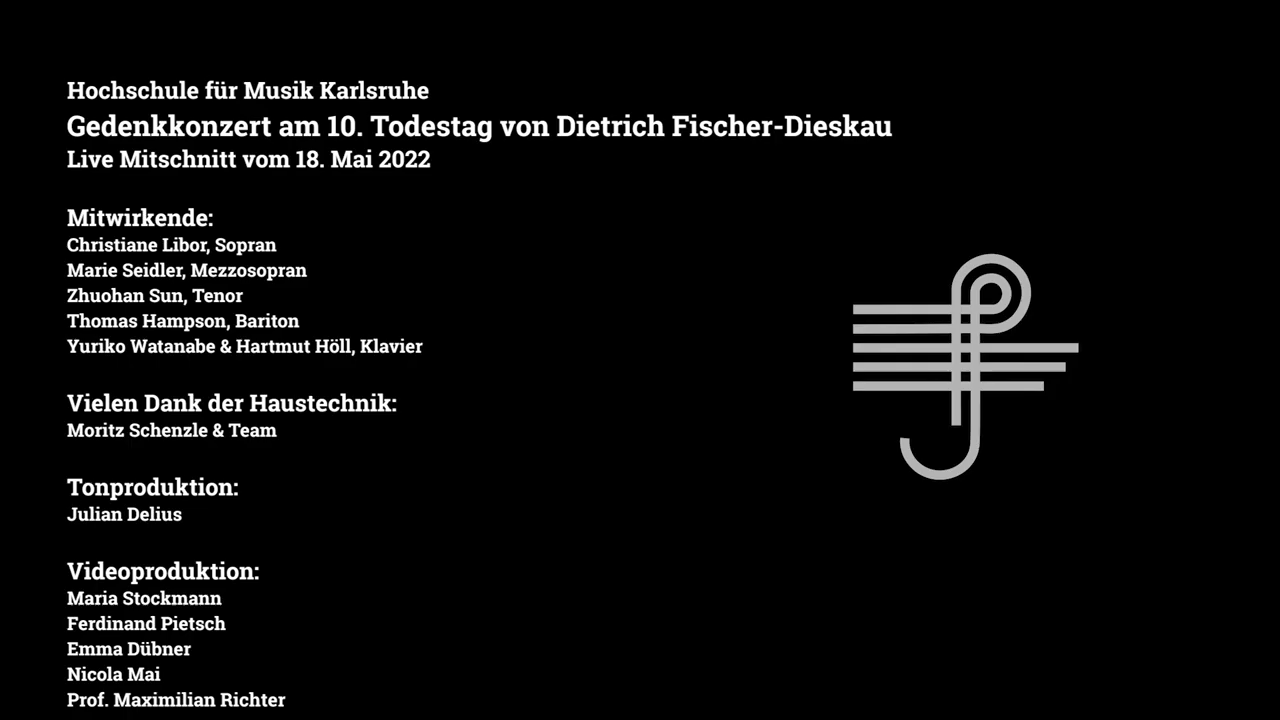 Hochschule für Musik Karlsruhe
Gedenkkonzert am 10. Todestag von Dietrich Fischer-Dieskau
Live Mitschnitt vom 18. Mai 2022
Mitwirkende:
Christiane Libor, Sopran
Marie Seidler, Mezzosopran
Zhuohan Sun, Tenor
Thomas Hampson, Bariton
Yuriko Watanabe & Hartmut Höll, Klavier
Vielen Dank der Haustechnik:
Moritz Schenzle & Team
Tonproduktion:
Julian Delius
Videoproduktion:
Maria Stockmann
Ferdinand Pietsch
Emma Dübner
Nicola Mai
Prof. Maximilian Richter